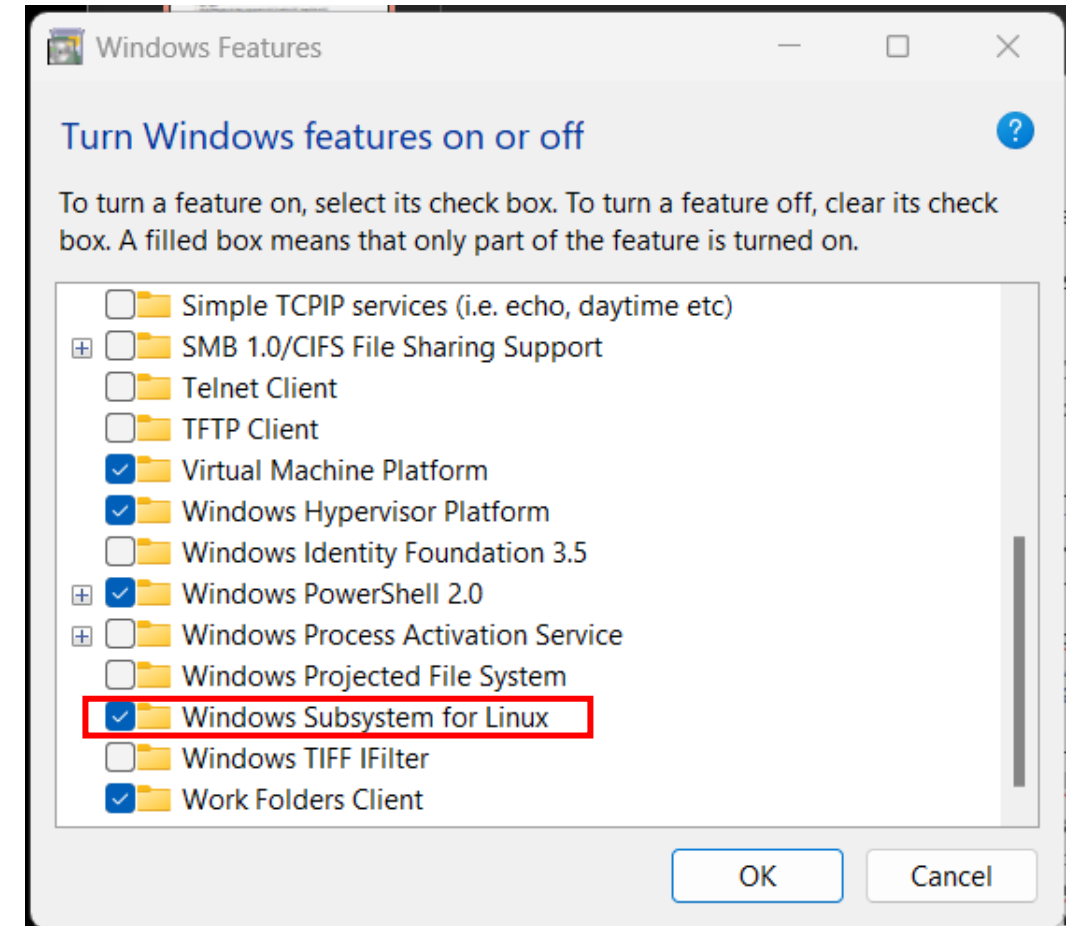 Windows Features
Turn Windows features on or off
?
To turn a feature on, select its check box. To turn a feature off, clear its check
box. A filled box means that only part of the feature is turned on.
Simple TCPIP services (i.e. echo, daytime etc)
SMB 1.0/CIFS File Sharing Support
Telnet Client
TFTP Client
Virtual Machine Platform
Windows Hypervisor Platform
Windows Identity Foundation 3.5
Windows PowerShell 2.0
Windows Process Activation Service
Windows Projected File System
Windows Subsystem for Linux
Windows TIFF IFilter
Work Folders Client
OK Cancel